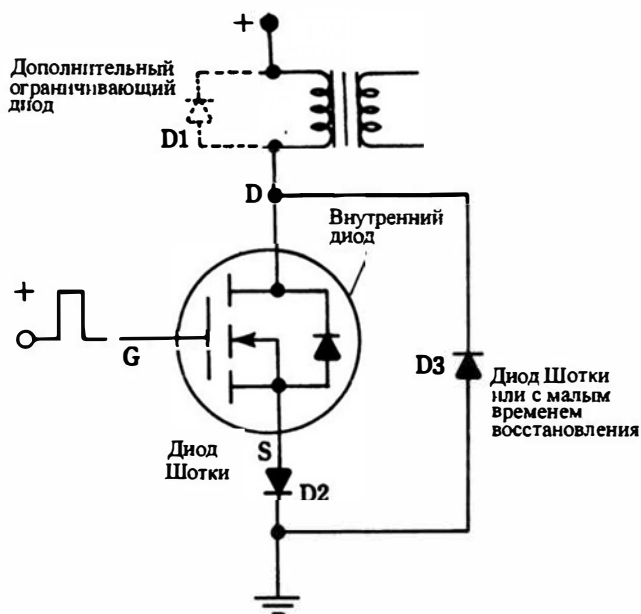 +
Дополнительный
ограничивающий
диод
D1
D
Внутренний
диод
+
G
D3
Диод Шотки
или с малым
временем
восстановления
Диод
Шотки
S
D2